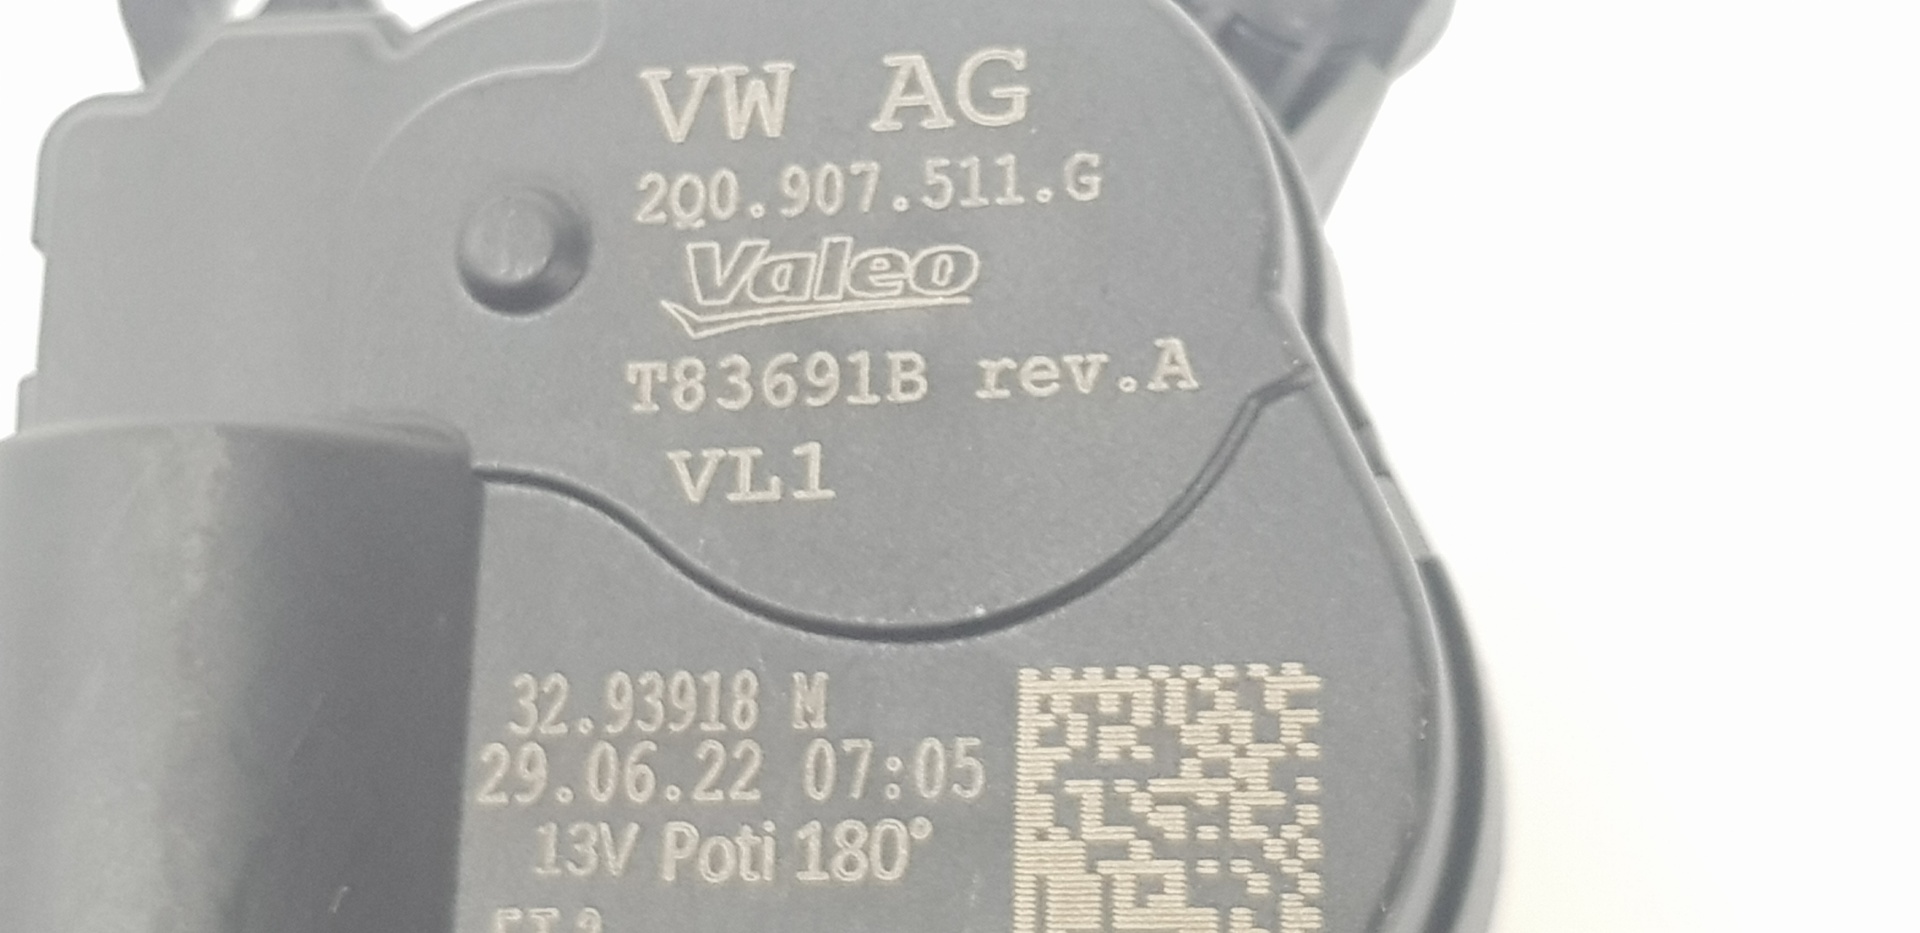 VW AG
2Q0.907.511.G
Valeo
T83691B rev.A
VL1
32.93918 M
29.06.22 07:05
13V Poti 180°